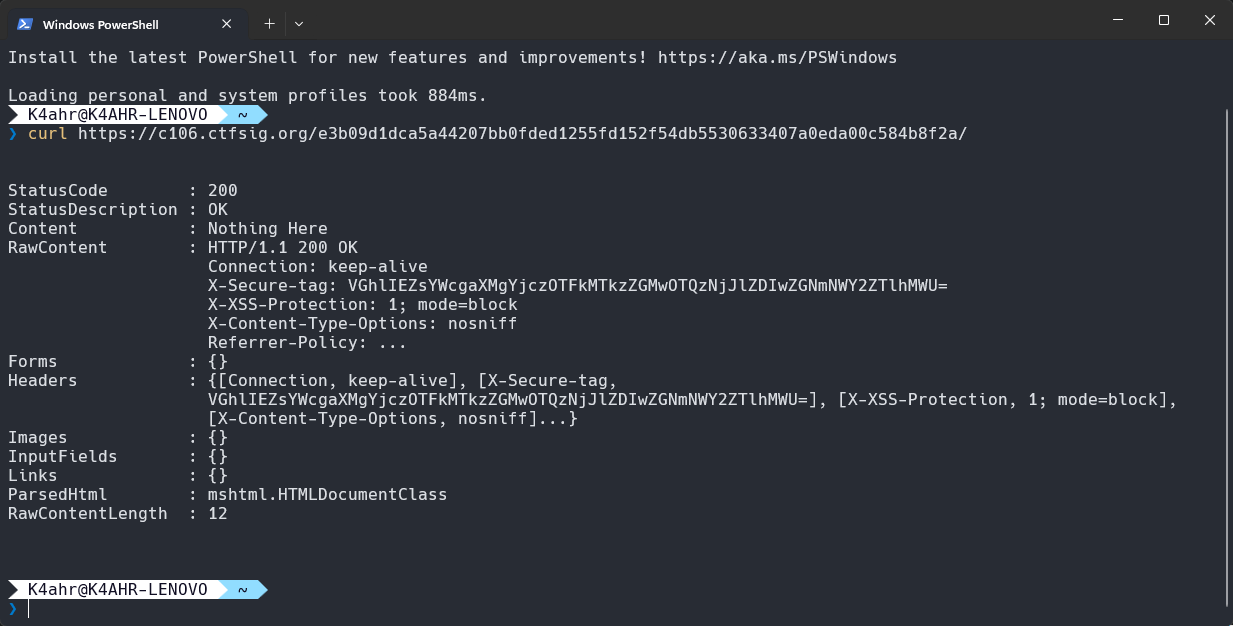 Windows PowerShell
Install the latest PowerShell for new features and improvements! https://aka.ms/PSWindows
Loading personal and system profiles took 884ms.
K4ahr@K4AHR-LENOVO ~
❯ curl https://c106.ctfsig.org/e3b09d1dca5a44207bb0fded1255fd152f54db5530633407a0eda00c584b8f2a/
StatusCode : 200
StatusDescription : OK
Content : Nothing Here
RawContent : HTTP/1.1 200 OK
Connection: keep-alive
X-Secure-tag: VGhlIEZsYWcgaXMgYjczOTFkMTkzZGMwOTQzNjJlZDIwZGNmNWY2ZTlhMWU=
X-XSS-Protection: 1; mode=block
X-Content-Type-Options: nosniff
Referrer-Policy: ...
Forms : {}
Headers : {[Connection, keep-alive], [X-Secure-tag,
VGhlIEZsYWcgaXMgYjczOTFkMTkzZGMwOTQzNjJlZDIwZGNmNWY2ZTlhMWU=], [X-XSS-Protection, 1; mode=block],
[X-Content-Type-Options, nosniff]...}
Images : {}
InputFields : {}
Links : {}
ParsedHtml : mshtml.HTMLDocumentClass
RawContentLength : 12
K4ahr@K4AHR-LENOVO ~
❯